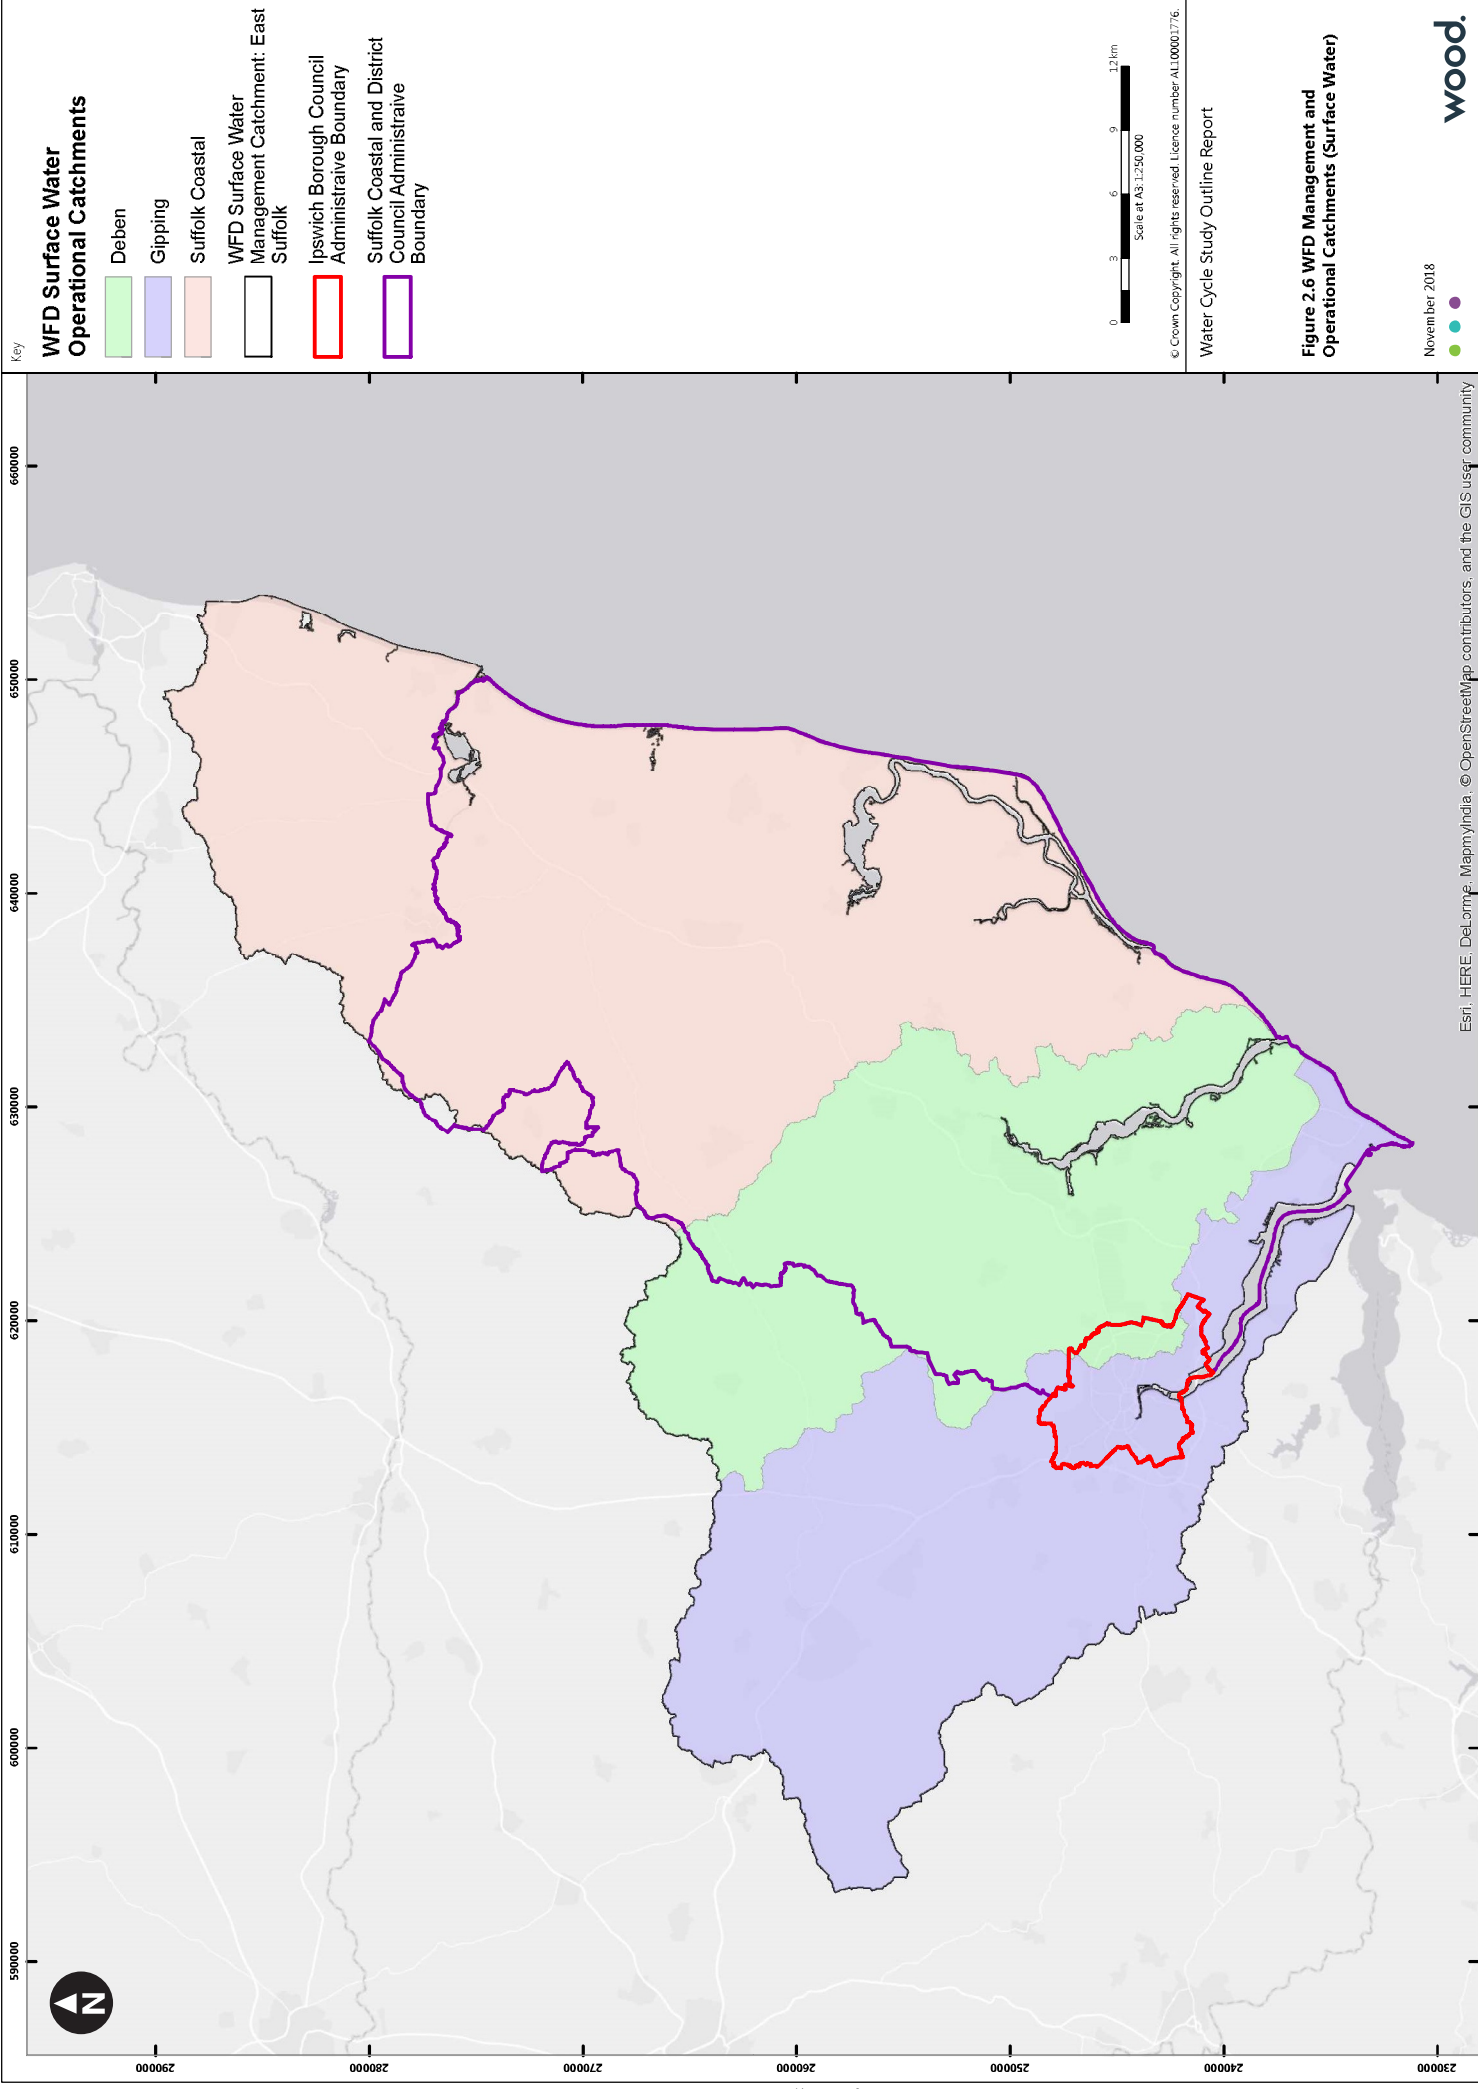 Key
WFD Surface Water
Operational Catchments
Deben
Gipping
Suffolk Coastal
WFD Surface Water
Management Catchment: East
Suffolk
Ipswich Borough Council
Administraive Boundary
Suffolk Coastal and District
Council Administraive
Boundary
0 3 6 9 12 km
Scale at A3: 1:250,000
© Crown Copyright. All rights reserved. Licence number AL100001776.
Water Cycle Study Outline Report
Figure 2.6 WFD Management and
Operational Catchments (Surface Water)
November 2018
wood.
590000 600000 610000 620000 630000 640000 650000 660000
290000
280000
270000
260000
250000
240000
230000
N
Esri, HERE, DeLorme, MapmyIndia, © OpenStreetMap contributors, and the GIS user community